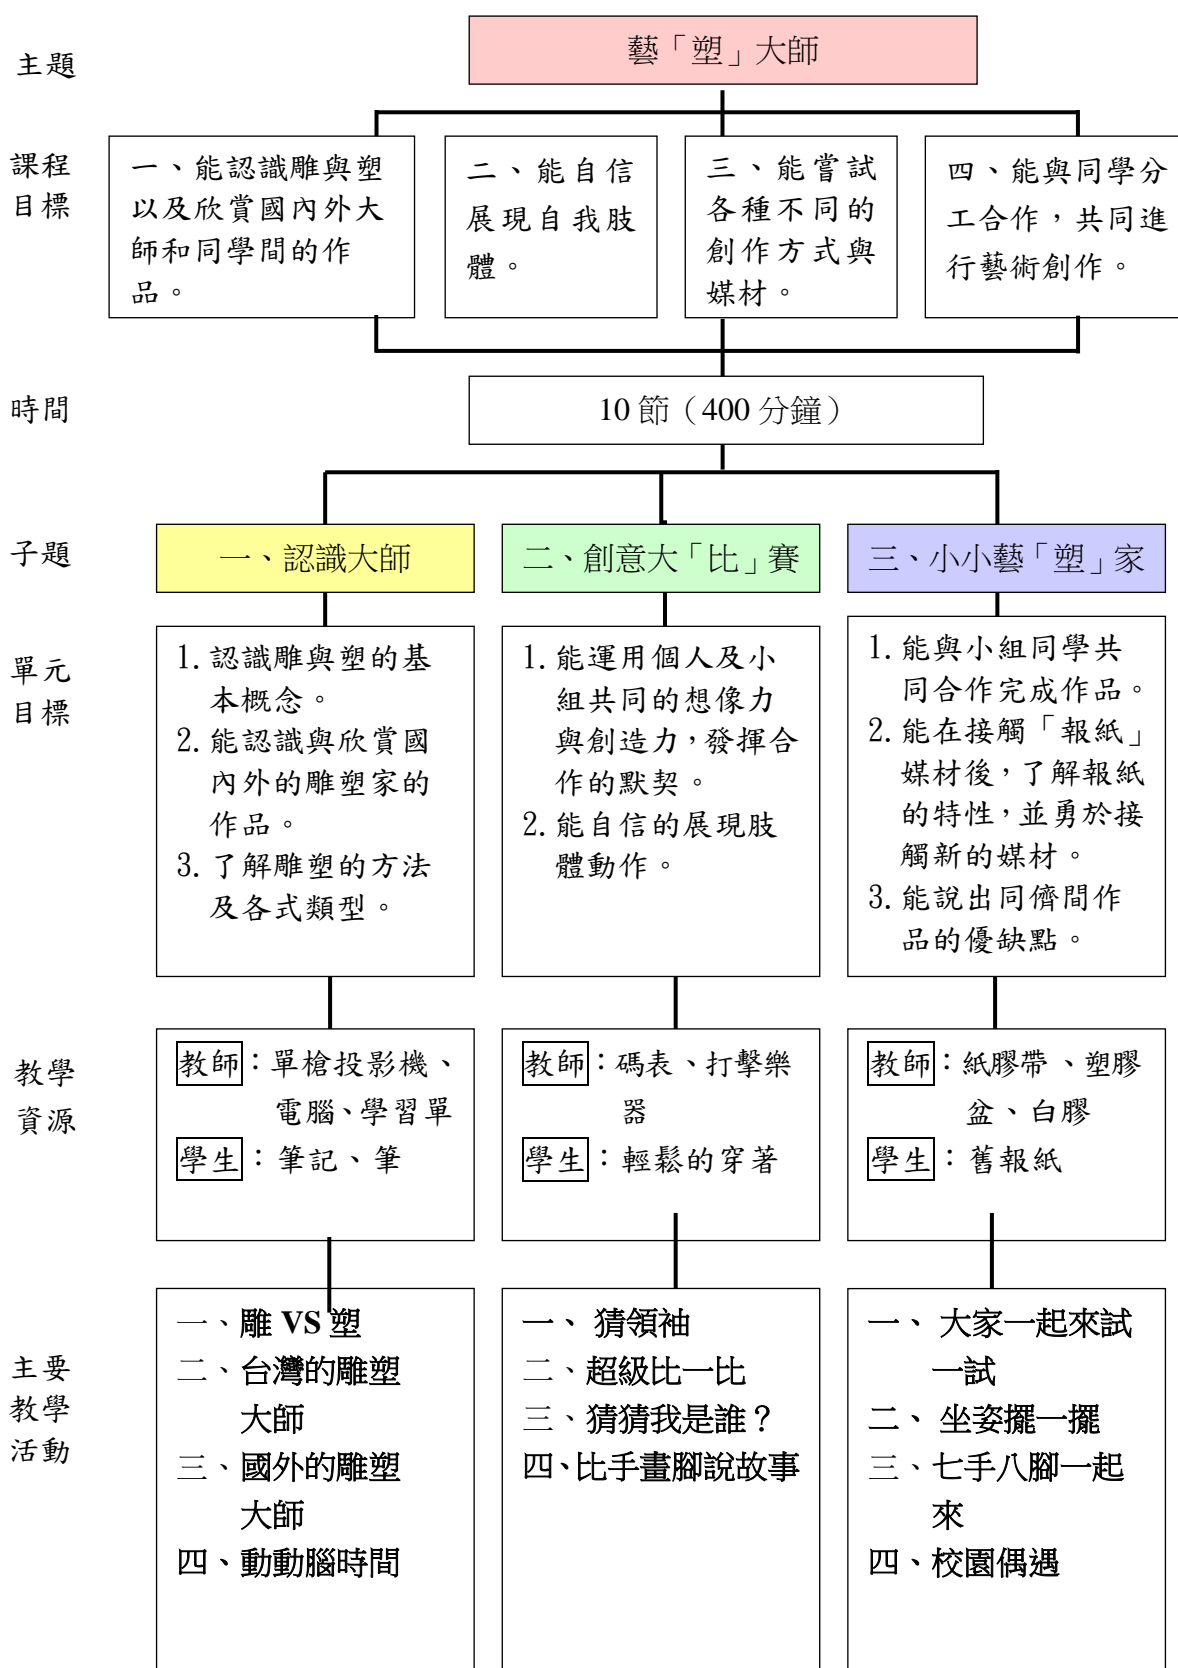 主題
藝「塑」大師
課程
目標
一、能認識雕與塑
以及欣賞國內外大
師和同學間的作
品。
二、能自信
展現自我肢
體。
三、能嘗試
各種不同的
創作方式與
媒材。
四、能與同學分
工合作，共同進
行藝術創作。
時間
10 節（400 分鐘）
子題
一、認識大師
二、創意大「比」賽
三、小小藝「塑」家
單元
目標
1. 認識雕與塑的基
本概念。
2. 能認識與欣賞國
內外的雕塑家的
作品。
3. 了解雕塑的方法
及各式類型。
1. 能運用個人及小
組共同的想像力
與創造力，發揮合
作的默契。
2. 能自信的展現肢
體動作。
1. 能與小組同學共
同合作完成作品。
2. 能在接觸「報紙」
媒材後，了解報紙
的特性，並勇於接
觸新的媒材。
3. 能說出同儕間作
品的優缺點。
教學
資源
教師：單槍投影機、
電腦、學習單
學生：筆記、筆
教師：碼表、打擊樂
器
學生：輕鬆的穿著
教師：紙膠帶、塑膠
盆、白膠
學生：舊報紙
主要
教學
活動
一、雕 VS 塑
二、台灣的雕塑
大師
三、國外的雕塑
大師
四、動動腦時間
一、 猜領袖
二、超級比一比
三、猜猜我是誰？
四、比手畫腳說故事
一、 大家一起來試
一試
二、 坐姿擺一擺
三、七手八腳一起
來
四、校園偶遇